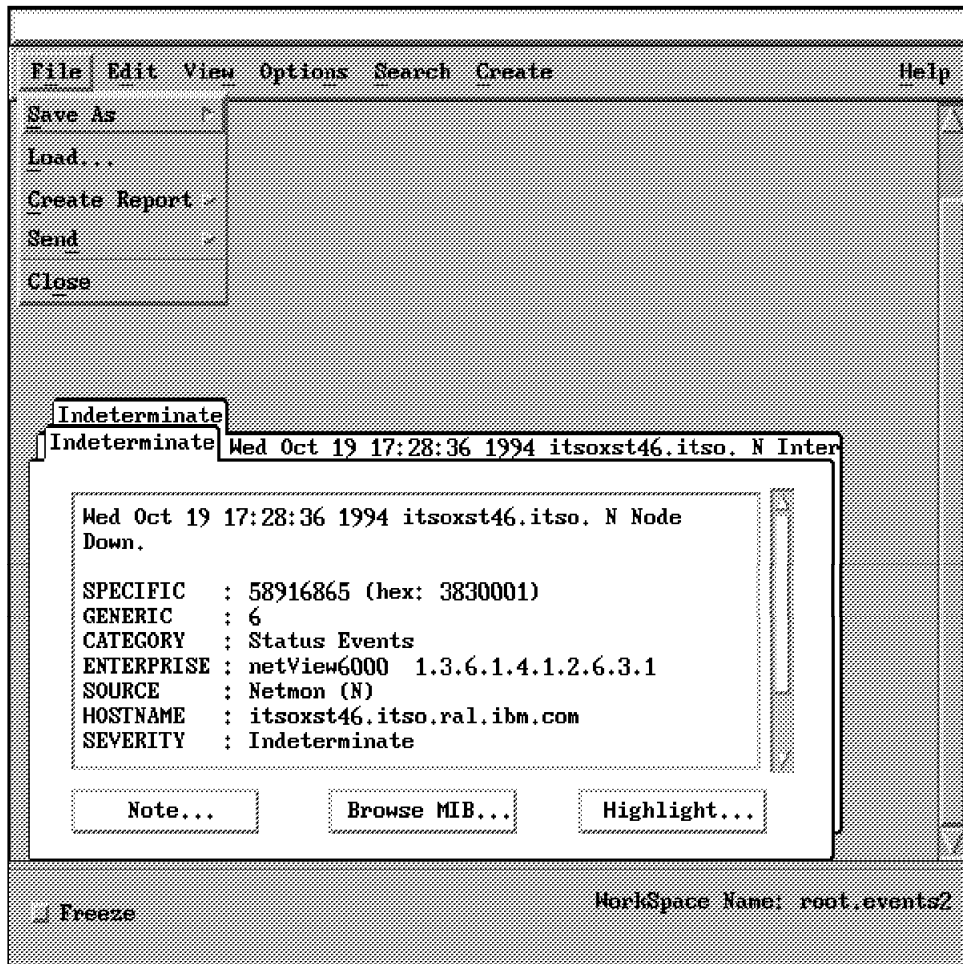 File Edit View Options Search Create Help
Save As
Load...
Create Report
Send
Close
Indeterminate
Indeterminate Wed Oct 19 17:28:36 1994 itsoxst46.itso. N Inter
Wed Oct 19 17:28:36 1994 itsoxst46.itso. N Node
Down.
SPECIFIC : 58916865 (hex: 3830001)
GENERIC : 6
CATEGORY : Status Events
ENTERPRISE : netView6000 1.3.6.1.4.1.2.6.3.1
SOURCE : Netmon (N)
HOSTNAME : itsoxst46.itso.ral.ibm.com
SEVERITY : Indeterminate
Note... Browse MIB... Highlight...
Freeze WorkSpace Name: root.events2